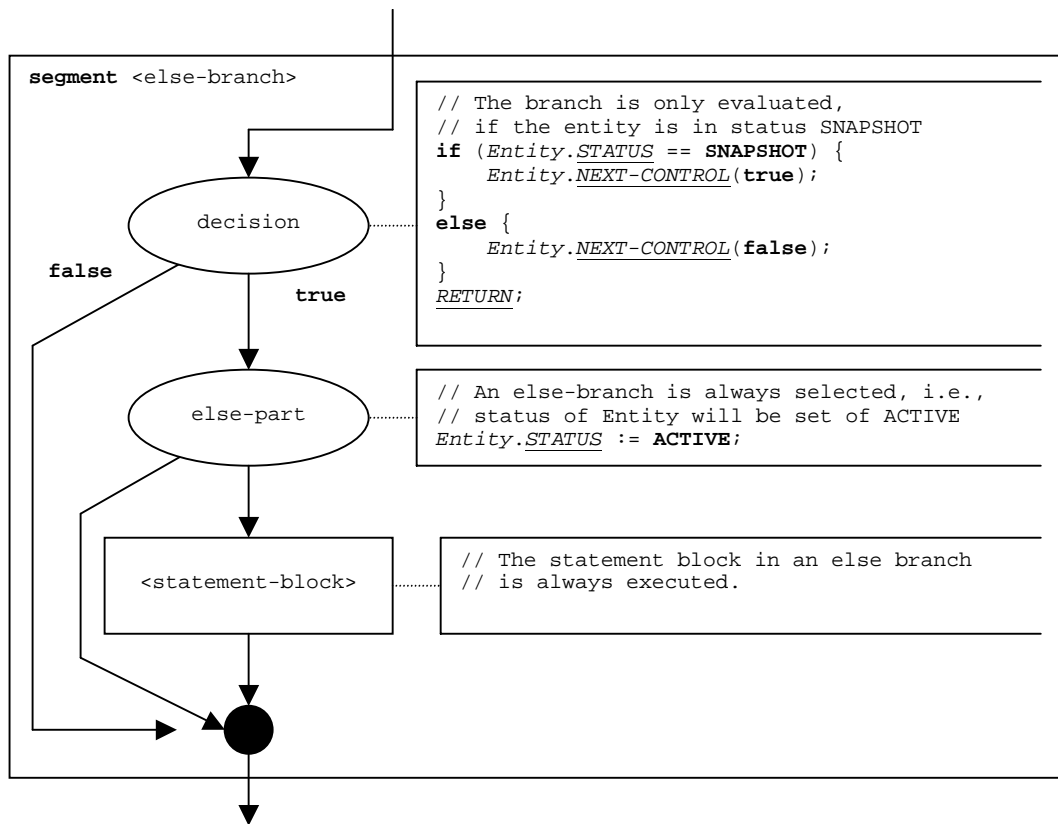 segment <else-branch>
// The branch is only evaluated,
// if the entity is in status SNAPSHOT
if (Entity.STATUS == SNAPSHOT) {
Entity.NEXT-CONTROL(true);
}
else {
Entity.NEXT-CONTROL(false);
}
RETURN;
decision
false
true
// An else-branch is always selected, i.e.,
// status of Entity will be set of ACTIVE
Entity.STATUS := ACTIVE;
else-part
// The statement block in an else branch
// is always executed.
<statement-block>